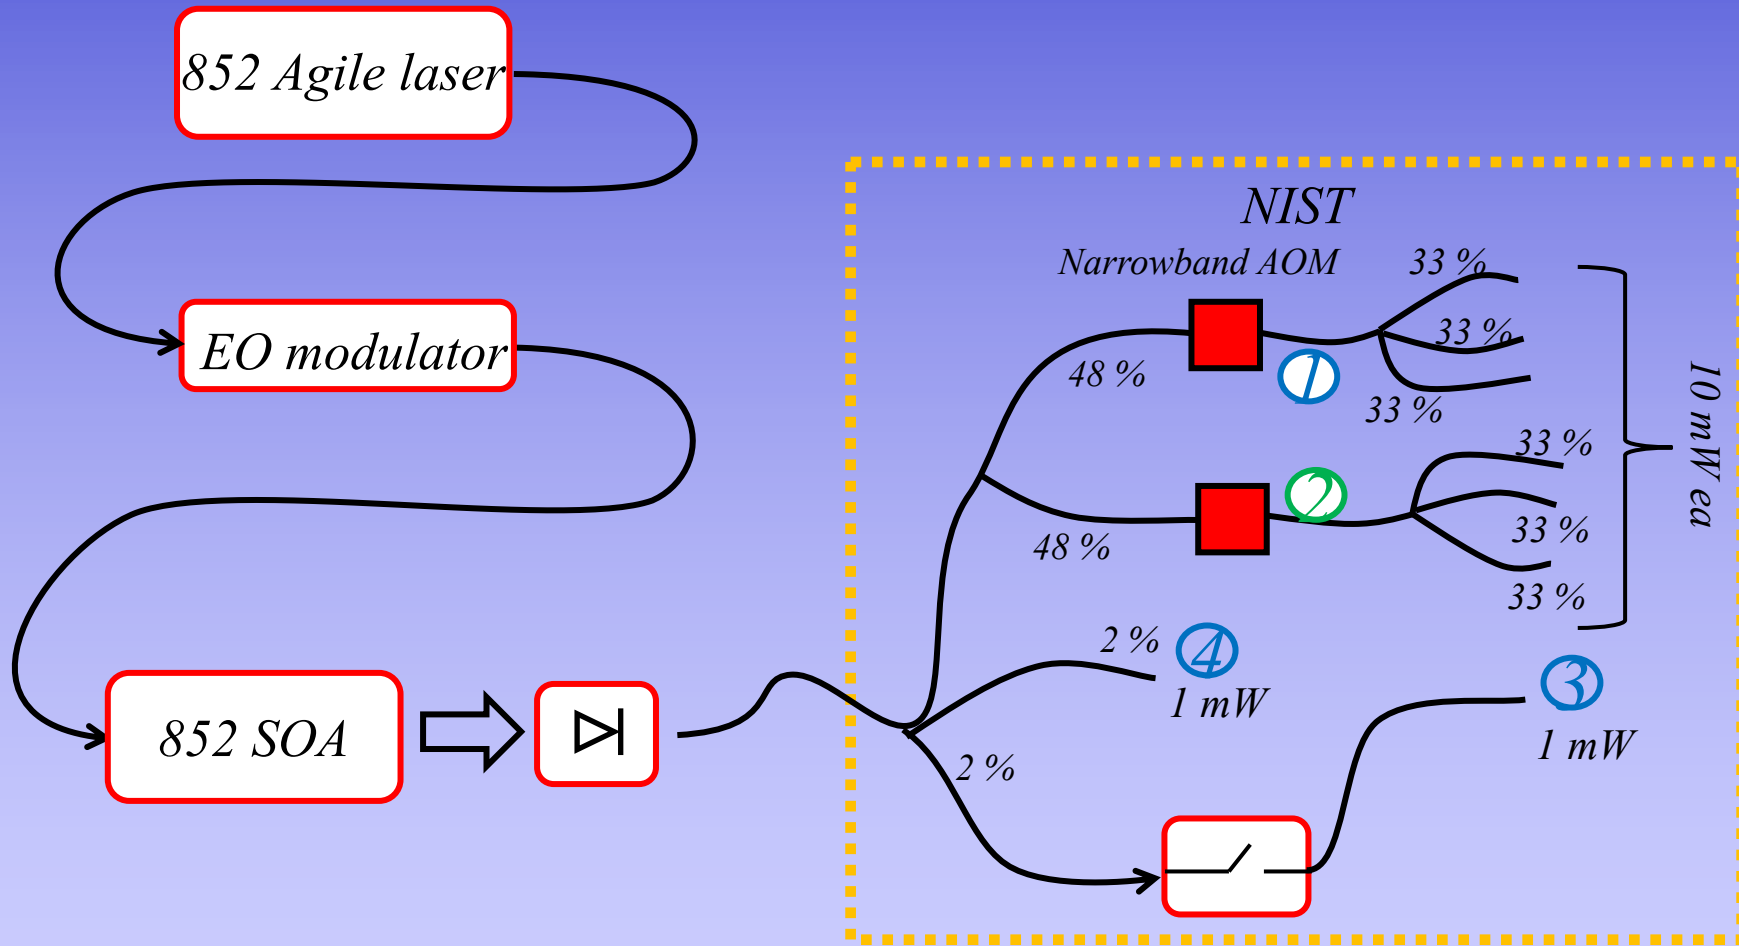 852 Agile laser
NIST
Narrowband AOM
33 %
33 %
EO modulator
48 %
1
33 %
10 mW ea
33 %
2
33 %
48 %
33 %
2 %
4
3
1 mW
852 SOA
1 mW
2 %